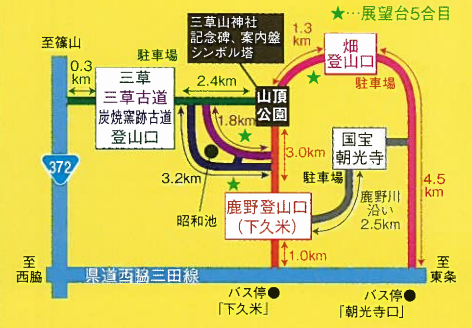 ★…展望台5合目
至篠山
三草山神社
記念碑、案内盤
シンボル塔
1.3
km
駐車場
畑
登山口
0.3
km
三草
三草古道
炭焼窯跡古道
登山口
2.4km
山頂
公園
駐車場
1.8km
国宝
朝光寺
372
3.0km
3.2km
駐車場
4.5
km
昭和池
鹿野登山口
(下久米)
鹿野川
沿い
2.5km
1.0km
至
西脇
県道西脇三田線
至
東条
バス停
「下久米」
バス停
「朝光寺口」